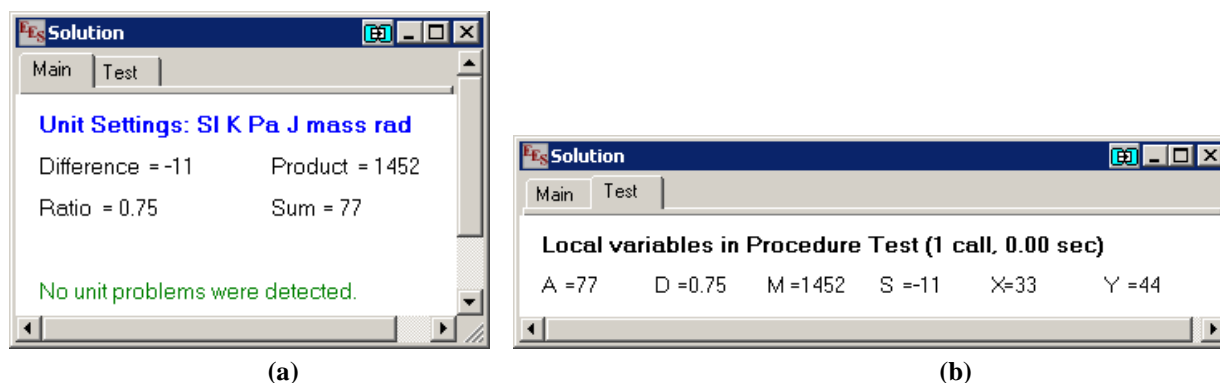 EES Solution
Main Test
Unit Settings: SI K Pa J mass rad
Difference = -11 Product = 1452
Ratio = 0.75 Sum = 77
No unit problems were detected.
(a)
EES Solution
Main Test
Local variables in Procedure Test (1 call, 0.00 sec)
A =77 D =0.75 M =1452 S =-11 X=33 Y =44
(b)